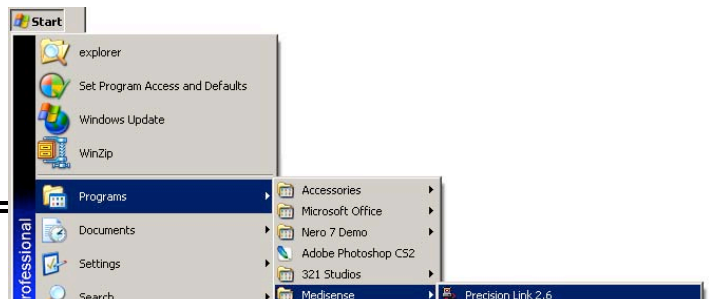 Start
explorer
Set Program Access and Defaults
Windows Update
WinZip
Programs
Documents
Settings
Search
rofessional
Accessories
Microsoft Office
Nero 7 Demo
Adobe Photoshop CS2
321 Studios
Medisense
Precision Link 2.6